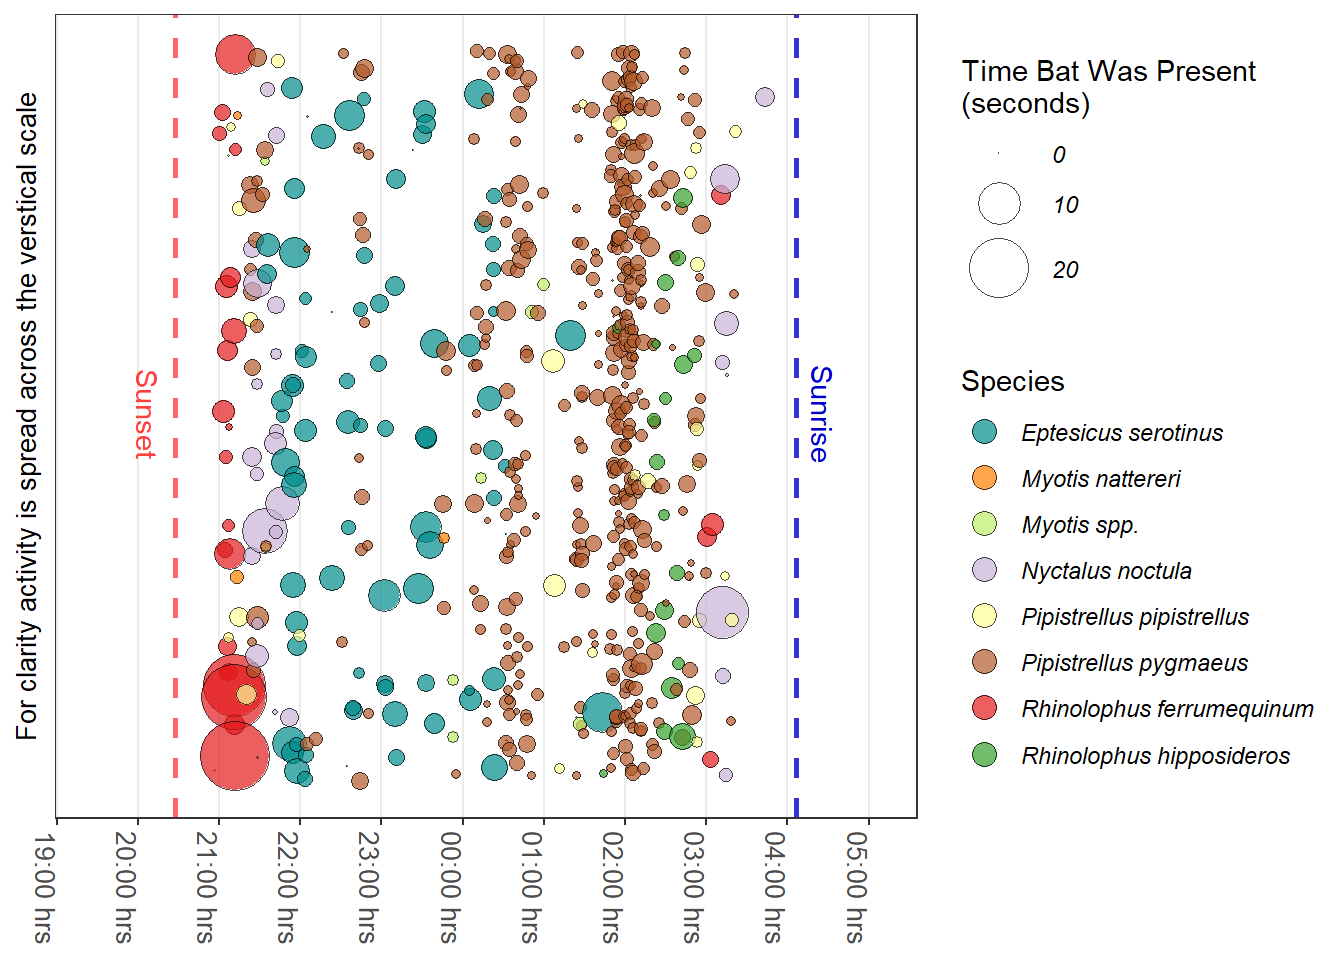 For clarity activity is spread across the verstical scale
Sunset
Sunrise
19:00 hrs
20:00 hrs
21:00 hrs
22:00 hrs
23:00 hrs
00:00 hrs
01:00 hrs
02:00 hrs
03:00 hrs
04:00 hrs
05:00 hrs
Time Bat Was Present
(seconds)
0
10
20
Species
Eptesicus serotinus
Myotis nattereri
Myotis spp.
Nyctalus noctula
Pipistrellus pipistrellus
Pipistrellus pygmaeus
Rhinolophus ferrumequinum
Rhinolophus hipposideros